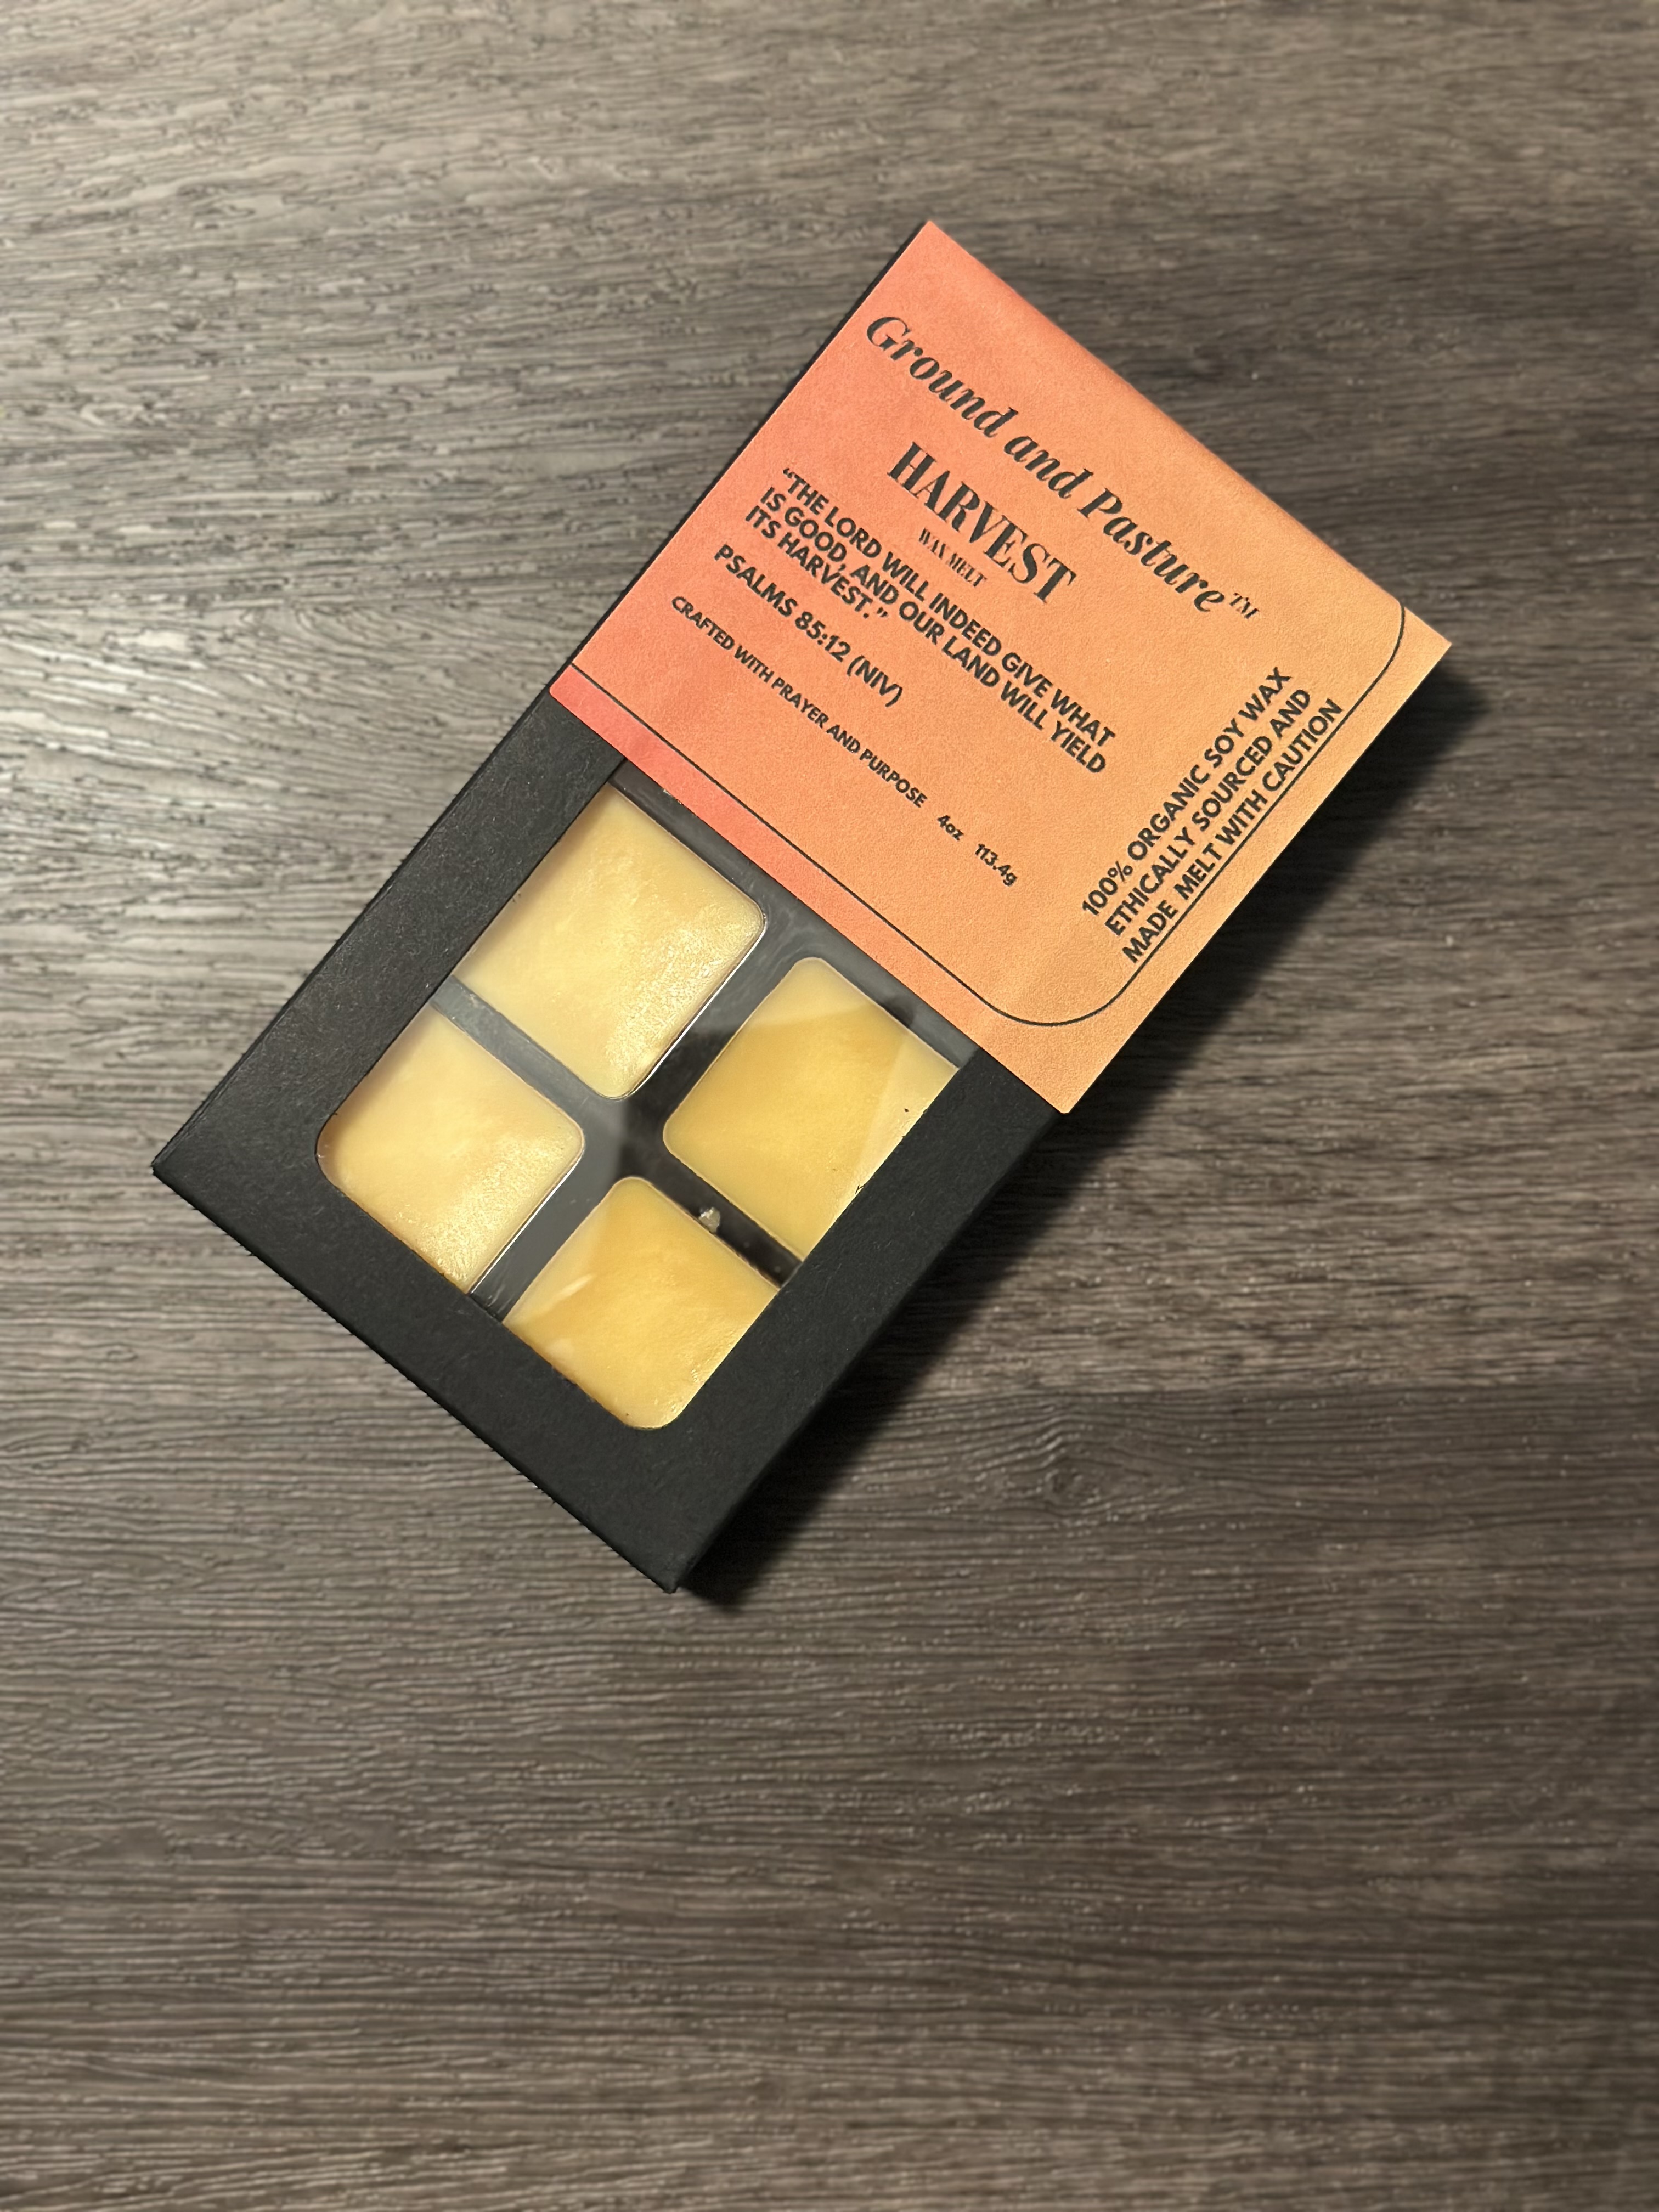 Ground and Pasture™
HARVEST
WAX MELT
“THE LORD WILL INDEED GIVE WHAT
IS GOOD, AND OUR LAND WILL YIELD
ITS HARVEST.”
PSALMS 85:12 (NIV)
CRAFTED WITH PRAYER AND PURPOSE 4oz 113.4g
100% ORGANIC SOY WAX
ETHICALLY SOURCED AND
MADE MELT WITH CAUTION